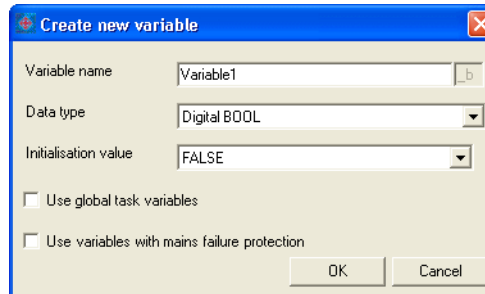 Create new variable
Variable name Variable1 _b
Data type Digital BOOL
Initialisation value FALSE
Use global task variables
Use variables with mains failure protection
OK Cancel